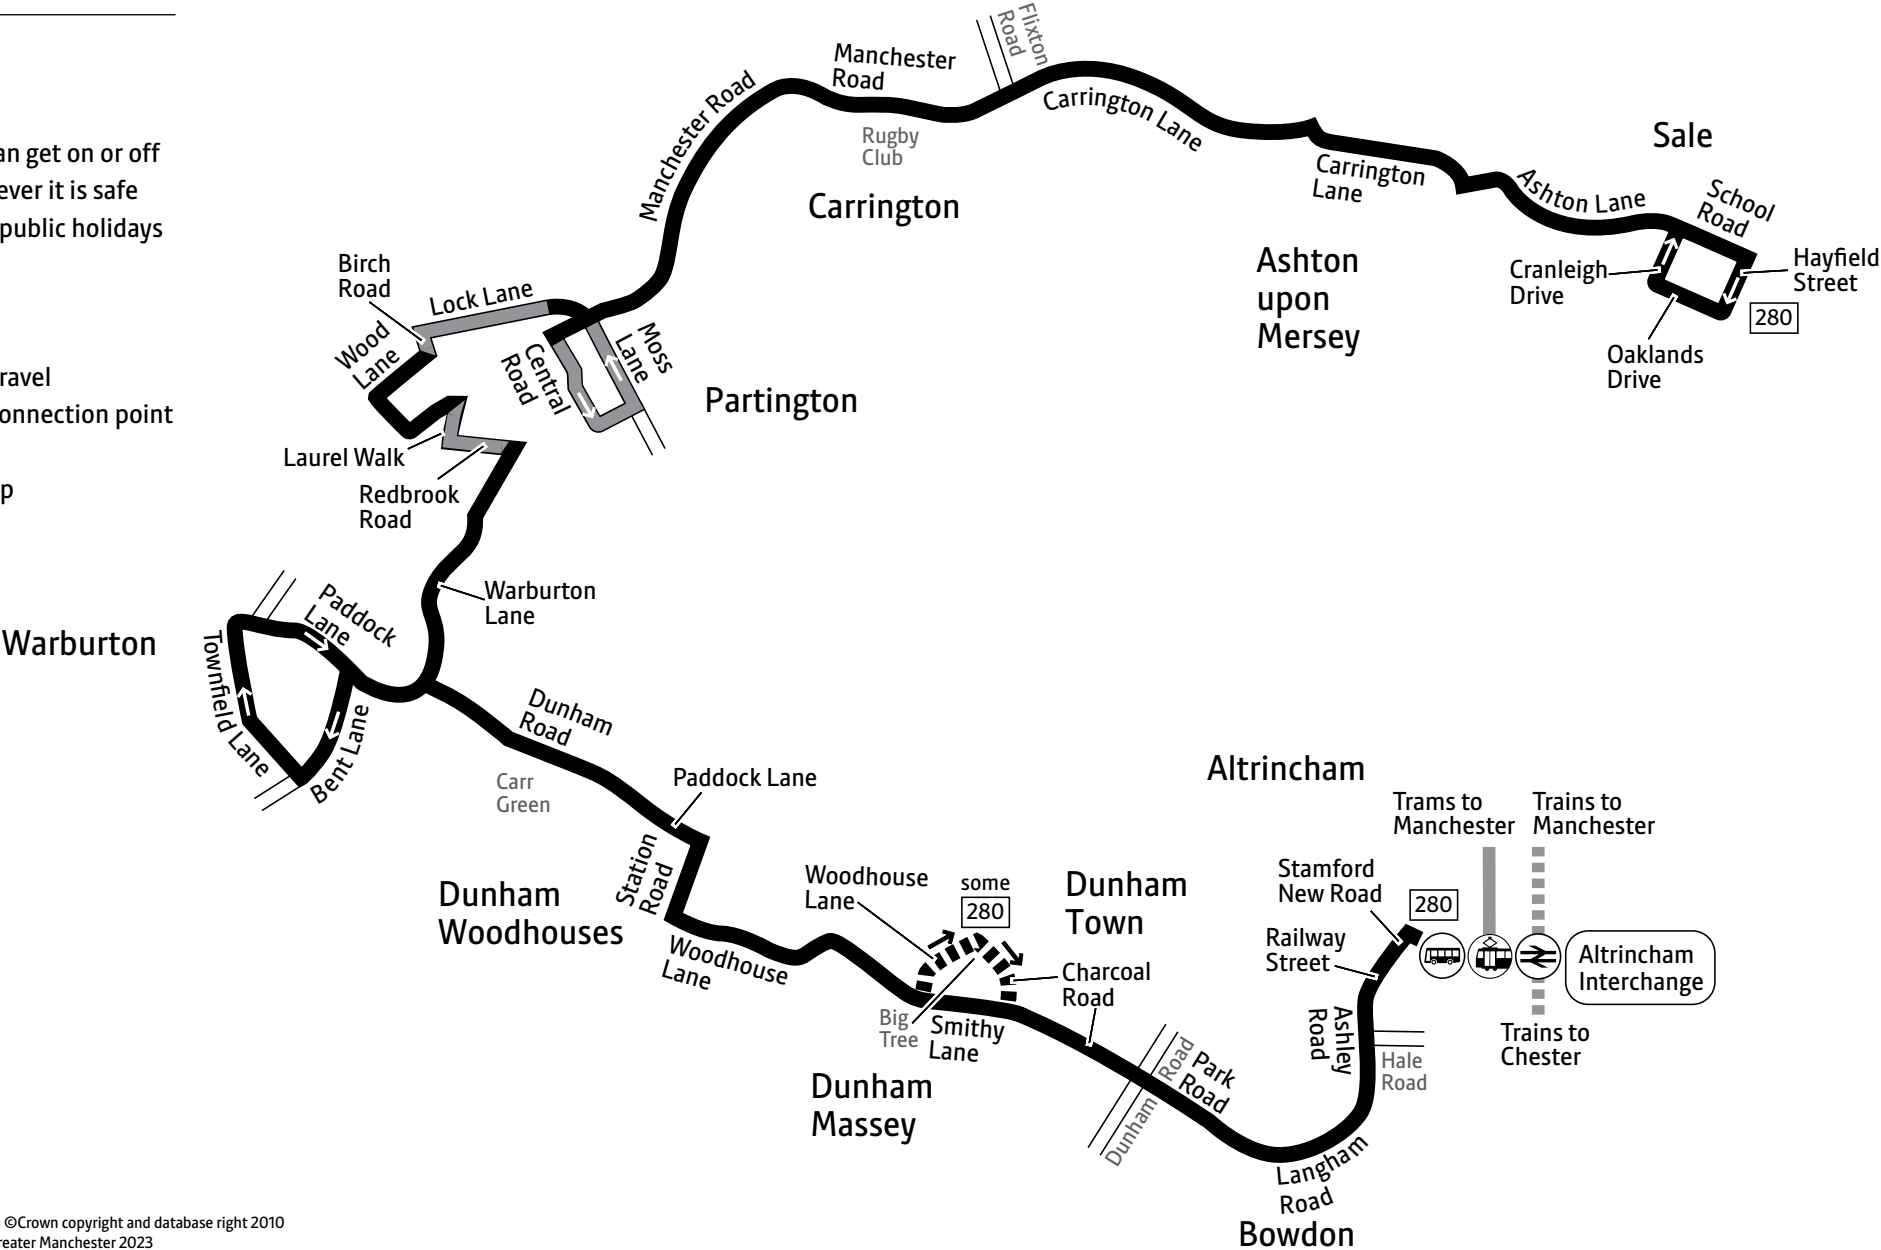 an get on or off
ever it is safe
public holidays
ravel
onnection point
p
Flixton
Road
Manchester
Road
Manchester Road
Rugby
Club
Carrington Lane
Carrington
Carrington
Lane
Sale
Ashton Lane
School
Road
Hayfield
Street
Cranleigh
Drive
280
Oaklands
Drive
Ashton
upon
Mersey
Birch
Road
Lock Lane
Wood
Lane
Central
Road
Moss
Lane
Partington
Laurel Walk
Redbrook
Road
Warburton
Lane
Paddock
Lane
Warburton
Townfield Lane
Bent Lane
Dunham
Road
Carr
Green
Paddock Lane
Station
Road
Dunham
Woodhouses
Woodhouse
Lane
Woodhouse
Lane
some
280
Dunham
Town
Charcoal
Road
Big
Tree
Smithy
Lane
Dunham
Massey
Dunham Road
Park
Road
Altrincham
Trams to
Manchester
Trains to
Manchester
Stamford
New Road
280
Railway
Street
Altrincham
Interchange
Trains to
Chester
Ashley
Road
Hale
Road
Langham
Road
Bowdon
©Crown copyright and database right 2010
reater Manchester 2023